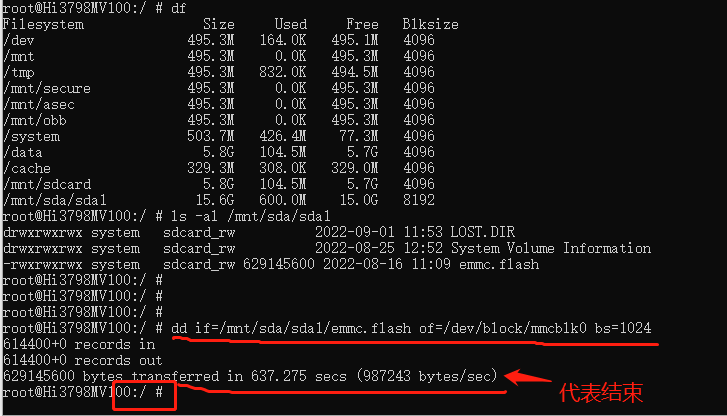 root@Hi3798MV100:/ # df
Filesystem               Size     Used     Free   Blksize
/dev                   495.3M   164.0K   495.1M   4096
/mnt                   495.3M     0.0K   495.3M   4096
/tmp                   495.3M   832.0K   494.5M   4096
/mnt/secure            495.3M     0.0K   495.3M   4096
/mnt/asec              495.3M     0.0K   495.3M   4096
/mnt/obb               495.3M     0.0K   495.3M   4096
/system                503.7M   426.4M    77.3M   4096
/data                    5.8G   104.5M     5.7G   4096
/cache                 329.3M   308.0K   329.0M   4096
/mnt/sdcard              5.8G   104.5M     5.7G   4096
/mnt/sda/sda1           15.6G   600.0M    15.0G   8192
root@Hi3798MV100:/ # ls -al /mnt/sda/sda1
drwxrwxrwx system   sdcard_rw          2022-09-01 11:53 LOST.DIR
drwxrwxrwx system   sdcard_rw          2022-08-25 12:52 System Volume Information
-rwxrwxrwx system   sdcard_rw 629145600 2022-08-16 11:09 emmc.flash
root@Hi3798MV100:/ #
root@Hi3798MV100:/ #
root@Hi3798MV100:/ #
root@Hi3798MV100:/ # dd if=/mnt/sda/sda1/emmc.flash of=/dev/block/mmcblk0 bs=1024
614400+0 records in
614400+0 records out
629145600 bytes transferred in 637.275 secs (987243 bytes/sec)
代表结束
root@Hi3798MV100:/ #